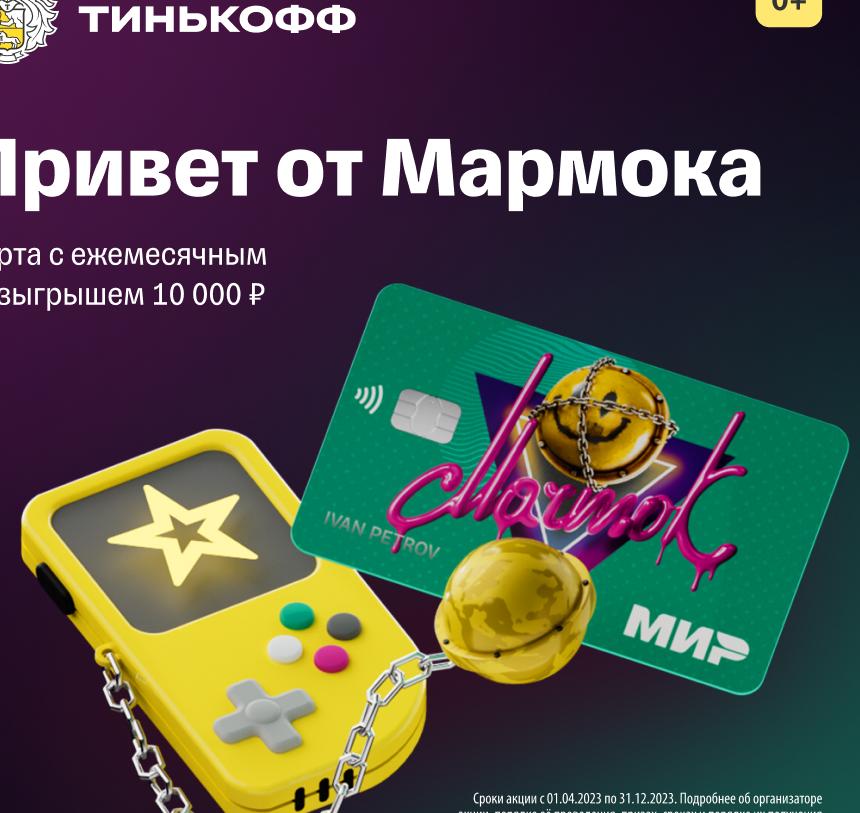 ТИНЬКОФФ
0+
Привет от Мармока
рта с ежемесячным
зыгрышем 10 000 ₽
Marmok
IVAN PETROV
МИР
Сроки акции с 01.04.2023 по 31.12.2023. Подробнее об организаторе